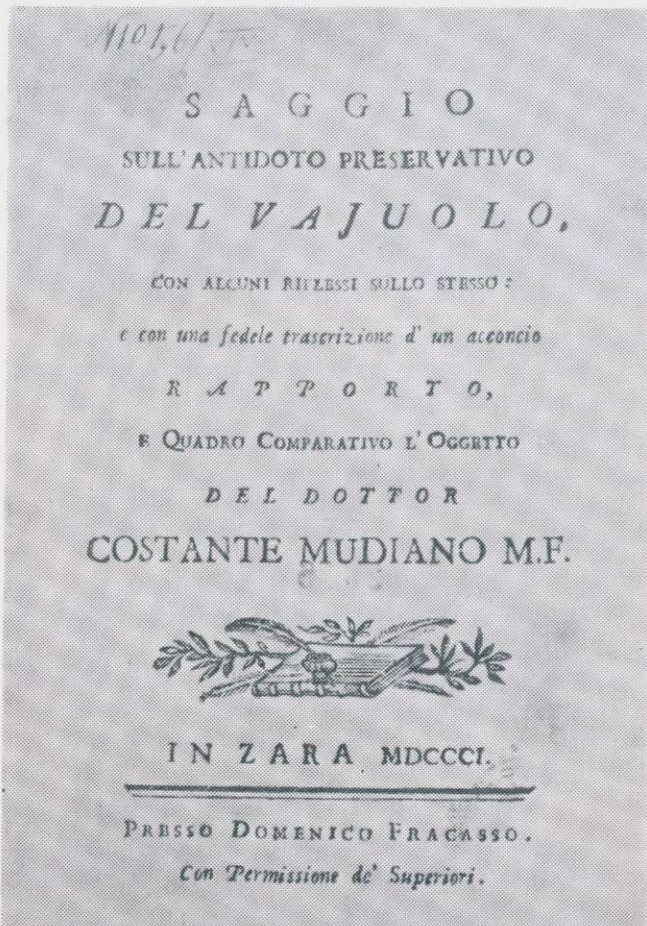 SAGGIO
SULL'ANTIDOTO PRESERVATIVO
DEL VAJUOLO,
CON ALCUNI RIFLESSI SULLO STESSO:
e con una fedele trascrizione d' un acconcio
RAPPORTO,
E QUADRO COMPARATIVO L'OGGETTO
DEL DOTTOR
COSTANTE MUDIANO M.F.
IN ZARA MDCCCI.
PRESSO DOMENICO FRACASSO.
Con Permissione de' Superiori.